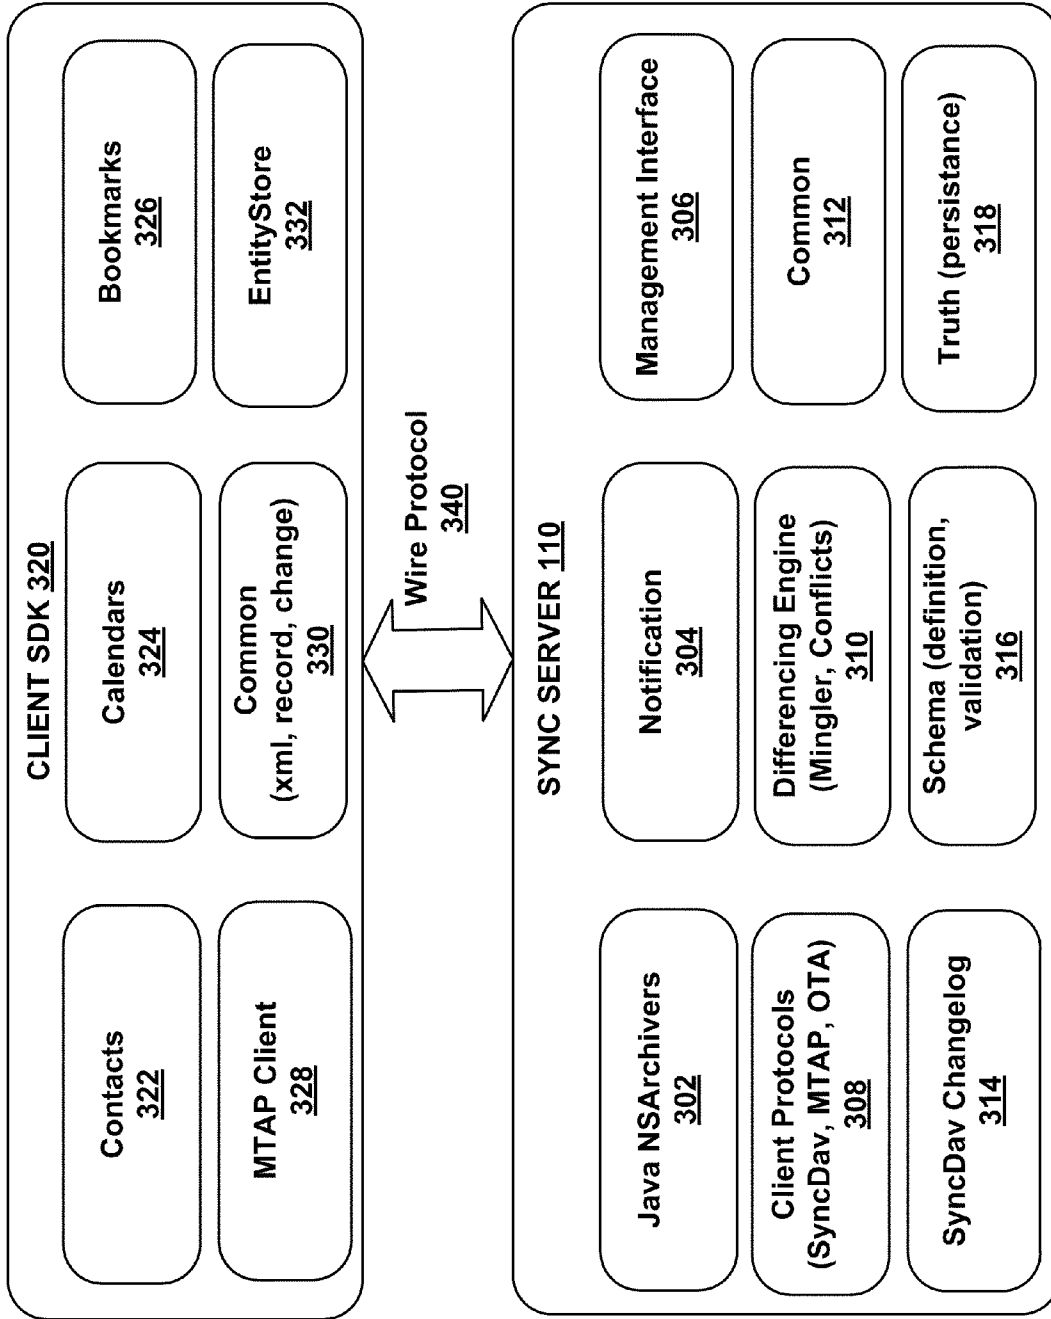 CLIENT SDK 320
Contacts
322
Calendars
324
Bookmarks
326
MTAP Client
328
Common
(xml, record, change)
330
EntityStore
332
Wire Protocol
340
SYNC SERVER 110
Java NSArchivers
302
Notification
304
Management Interface
306
Client Protocols
(SyncDav, MTAP, OTA)
308
Differencing Engine
(Mingler, Conflicts)
310
Common
312
SyncDav Changelog
314
Schema (definition,
validation)
316
Truth (persistance)
318